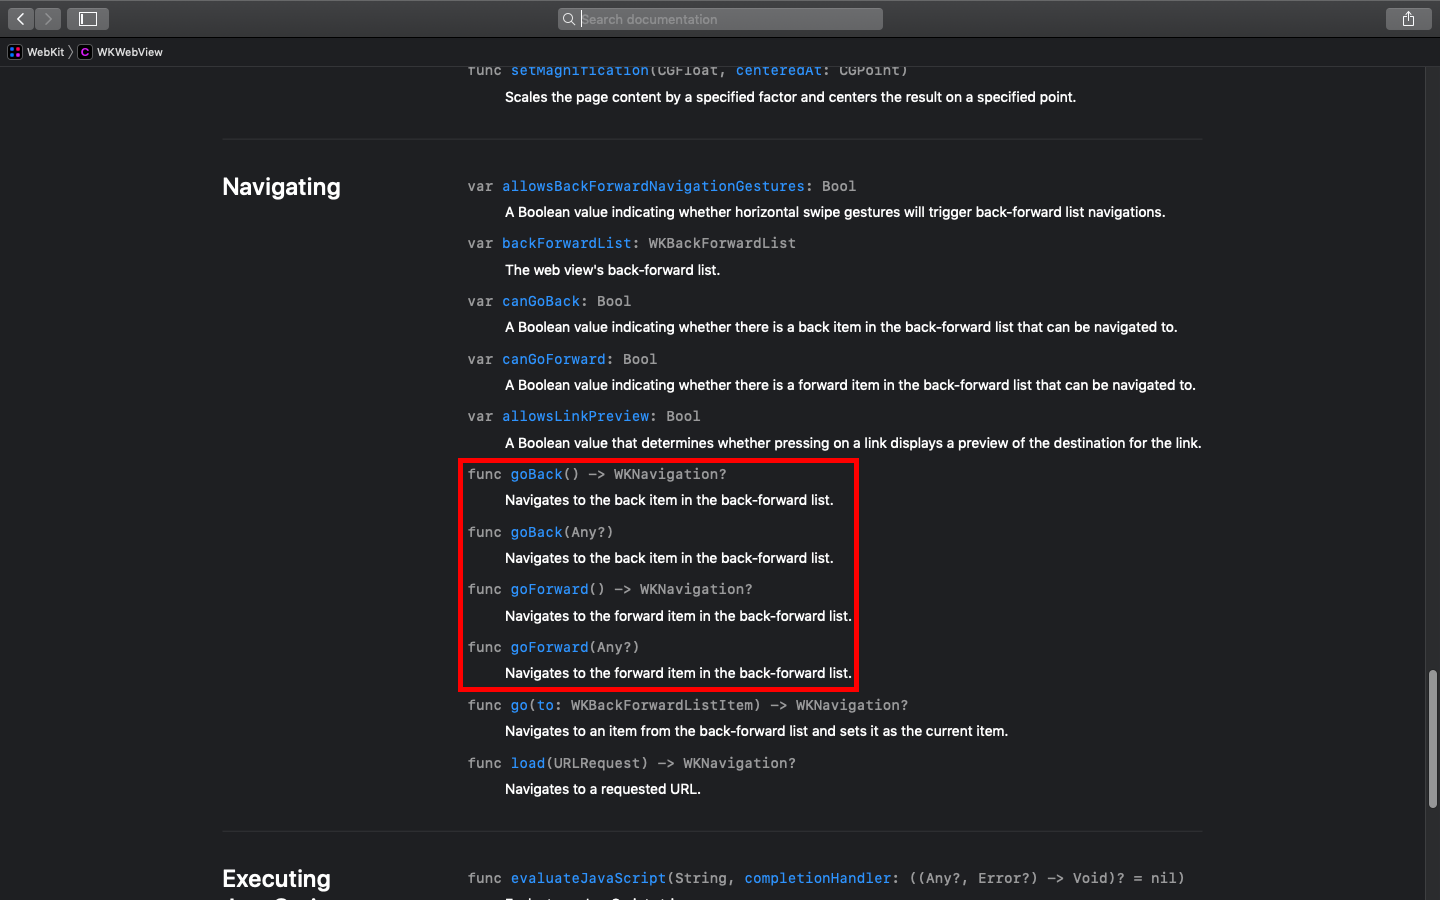 Search documentation
WebKit 〉 C WKWebView
func setMagnification(CGFloat, centeredAt: CGPoint)
Scales the page content by a specified factor and centers the result on a specified point.
Navigating
var allowsBackForwardNavigationGestures: Bool
A Boolean value indicating whether horizontal swipe gestures will trigger back-forward list navigations.
var backForwardList: WKBackForwardList
The web view's back-forward list.
var canGoBack: Bool
A Boolean value indicating whether there is a back item in the back-forward list that can be navigated to.
var canGoForward: Bool
A Boolean value indicating whether there is a forward item in the back-forward list that can be navigated to.
var allowsLinkPreview: Bool
A Boolean value that determines whether pressing on a link displays a preview of the destination for the link.
func goBack() -> WKNavigation?
Navigates to the back item in the back-forward list.
func goBack(Any?)
Navigates to the back item in the back-forward list.
func goForward() -> WKNavigation?
Navigates to the forward item in the back-forward list.
func goForward(Any?)
Navigates to the forward item in the back-forward list.
func go(to: WKBackForwardListItem) -> WKNavigation?
Navigates to an item from the back-forward list and sets it as the current item.
func load(URLRequest) -> WKNavigation?
Navigates to a requested URL.
Executing
func evaluateJavaScript(String, completionHandler: ((Any?, Error?) -> Void)? = nil)